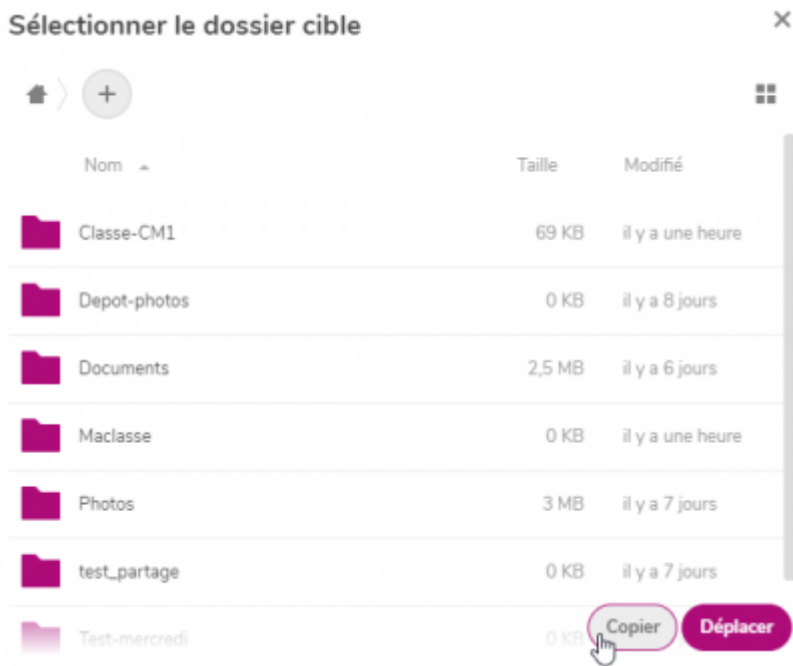 Sélectionner le dossier cible
Nom Taille Modifié
Classe-CM1 69 KB il y a une heure
Depot-photos 0 KB il y a 8 jours
Documents 2,5 MB il y a 6 jours
Maclasse 0 KB il y a une heure
Photos 3 MB il y a 7 jours
test_partage 0 KB il y a 7 jours
Test-mercredi 0 KB
Copier Déplacer